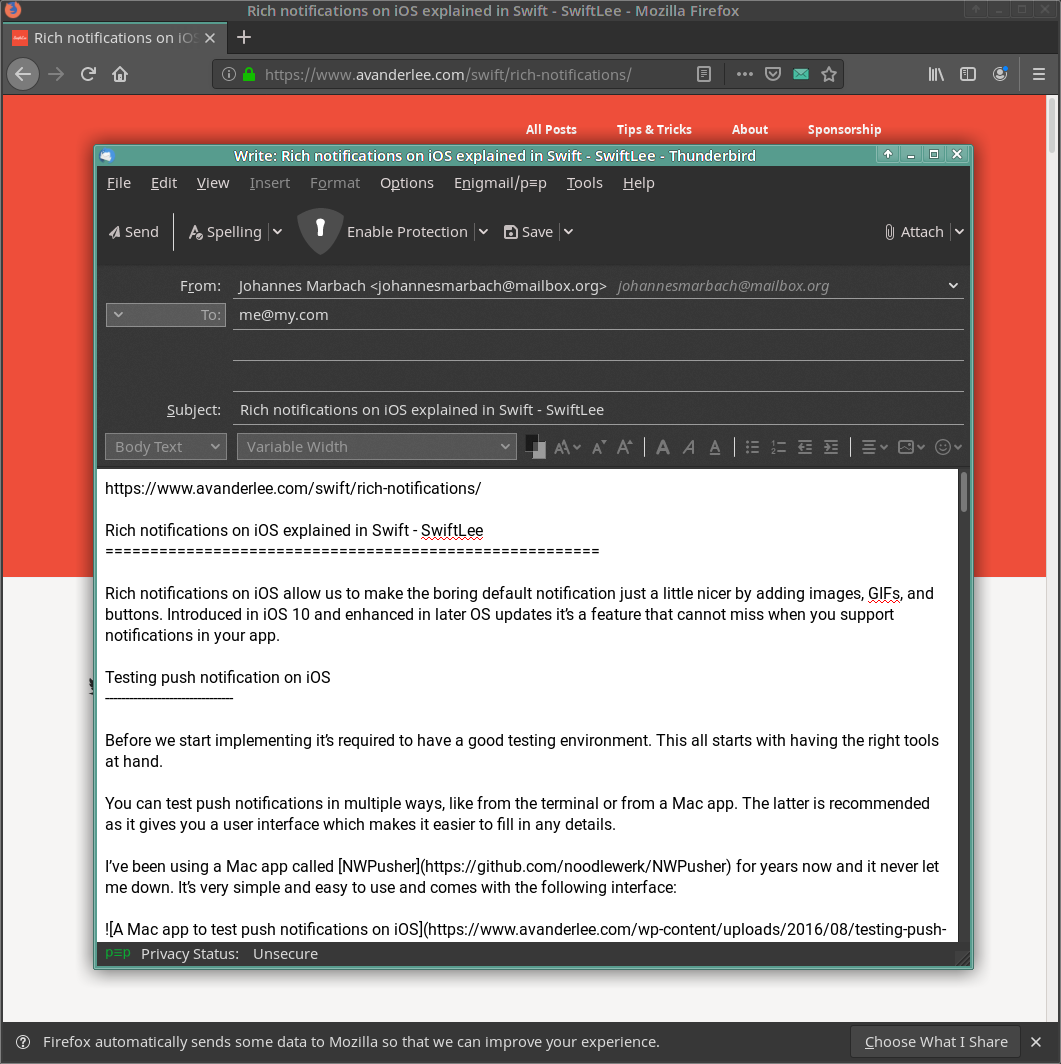 Rich notifications on iOS explained in Swift - SwiftLee - Mozilla Firefox
Rich notifications on iOS
https://www.avanderlee.com/swift/rich-notifications/
All Posts Tips & Tricks About Sponsorship
Write: Rich notifications on iOS explained in Swift - SwiftLee - Thunderbird
File Edit View Insert Format Options Enigmail/p≡p Tools Help
Send Spelling Enable Protection Save Attach
From: Johannes Marbach <johannesmarbach@mailbox.org> johannesmarbach@mailbox.org
To: me@my.com
Subject: Rich notifications on iOS explained in Swift - SwiftLee
Body Text Variable Width
https://www.avanderlee.com/swift/rich-notifications/
Rich notifications on iOS explained in Swift - SwiftLee
=======================================================
Rich notifications on iOS allow us to make the boring default notification just a little nicer by adding images, GIFs, and
buttons. Introduced in iOS 10 and enhanced in later OS updates it’s a feature that cannot miss when you support
notifications in your app.
Testing push notification on iOS
--------------------------------
Before we start implementing it’s required to have a good testing environment. This all starts with having the right tools
at hand.
You can test push notifications in multiple ways, like from the terminal or from a Mac app. The latter is recommended
as it gives you a user interface which makes it easier to fill in any details.
I’ve been using a Mac app called [NWPusher](https://github.com/noodlewerk/NWPusher) for years now and it never let
me down. It’s very simple and easy to use and comes with the following interface:
![A Mac app to test push notifications on iOS](https://www.avanderlee.com/wp-content/uploads/2016/08/testing-push-
p≡p Privacy Status: Unsecure
Firefox automatically sends some data to Mozilla so that we can improve your experience. Choose What I Share